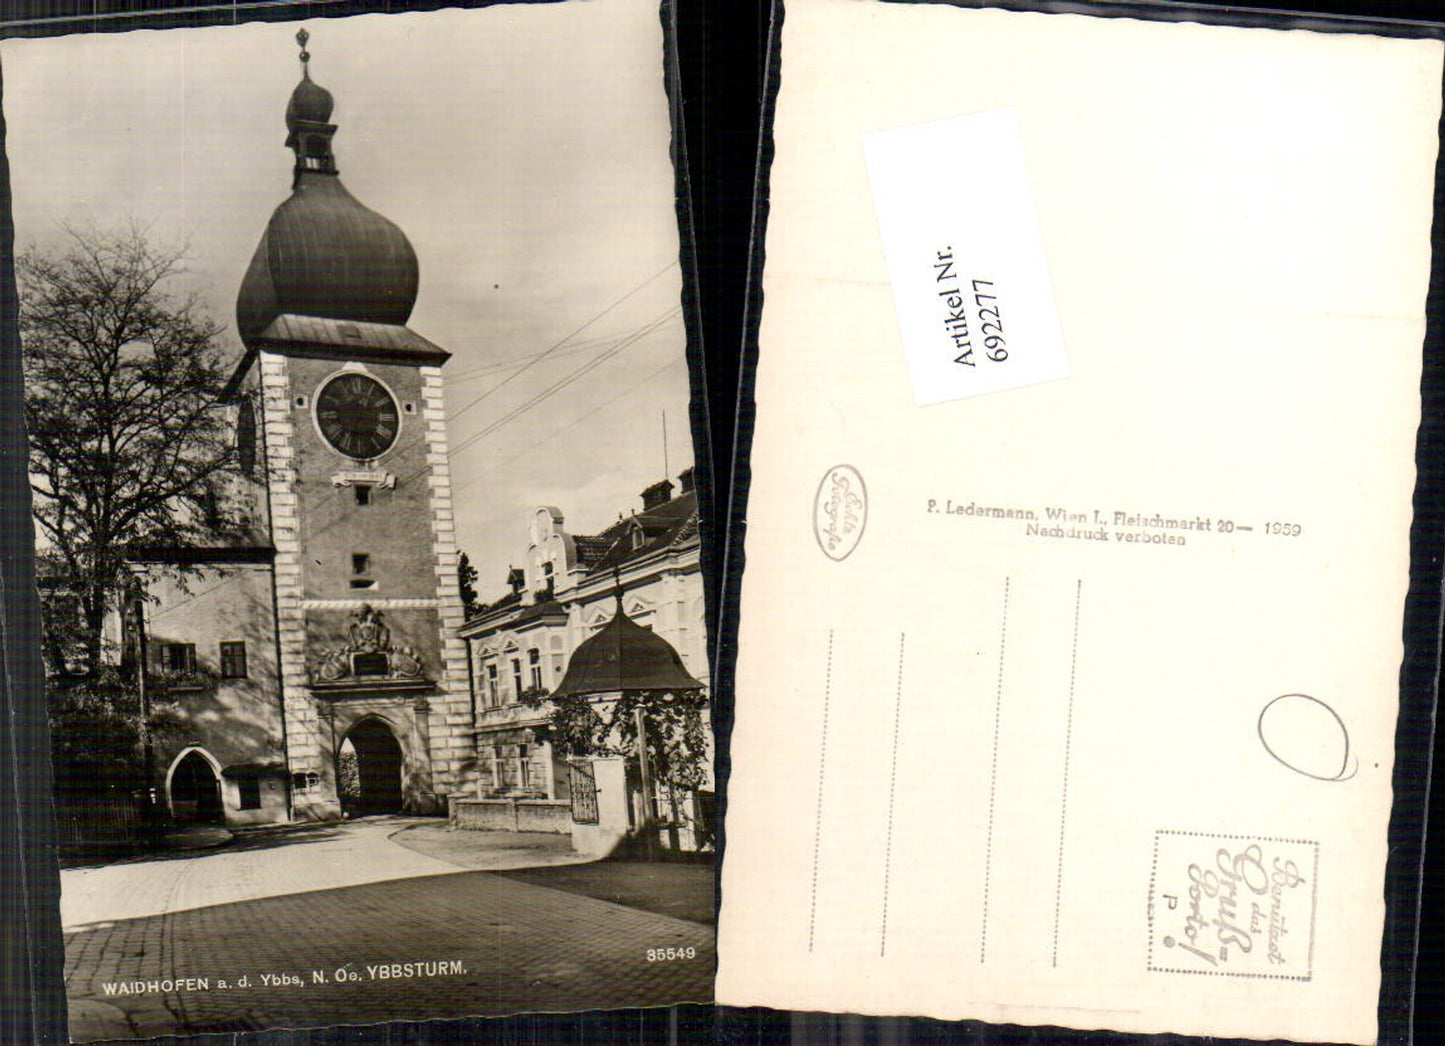 WAIDHOFEN a. d. Ybbs, N. Oe. YBBSTURM.
35549
Artikel Nr.
692277
Echte
Fotografie
P. Ledermann, Wien I., Fleischmarkt 20 — 1959
Nachdruck verboten
Benützet
das
Gruß=
Porto!
P e